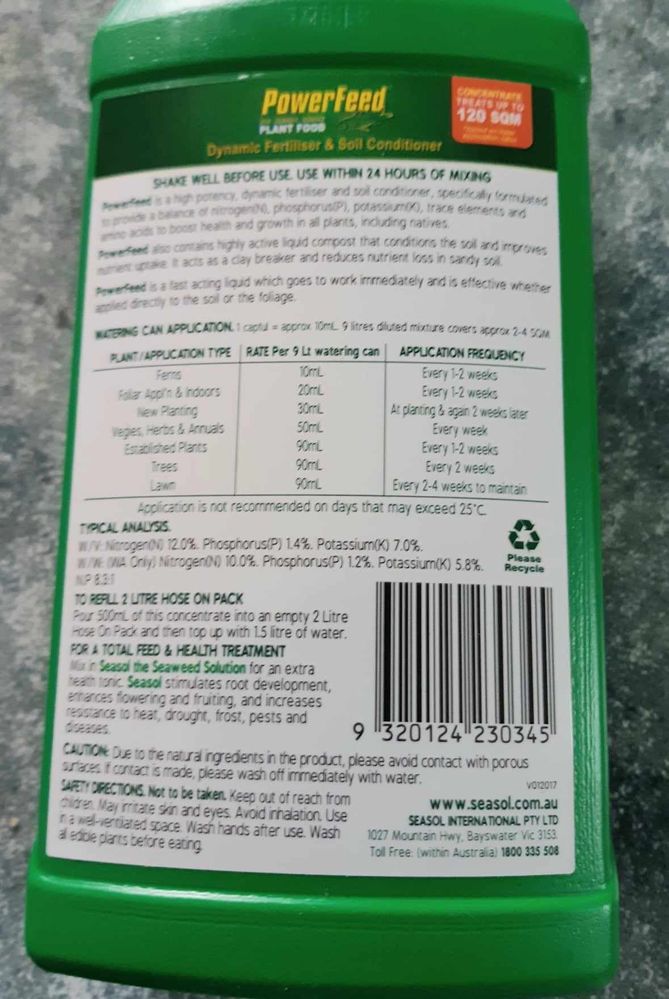 PowerFeed
PLANT FOOD
Dynamic Fertiliser & Soil Conditioner
CONCENTRATE
TREATS UP TO
120 SQM
SHAKE WELL BEFORE USE. USE WITHIN 24 HOURS OF MIXING
PowerFeed is a high potency, dynamic fertiliser and soil conditioner, specifically formulated
to provide a balance of nitrogen(N), phosphorus(P), potassium(K), trace elements and
amino acids to boost health and growth in all plants, including natives.
PowerFeed also contains highly active liquid compost that conditions the soil and improves
nutrient uptake. It acts as a clay breaker and reduces nutrient loss in sandy soil.
PowerFeed is a fast acting liquid which goes to work immediately and is effective whether
applied directly to the soil or the foliage.
WATERING CAN APPLICATION. 1 capful = approx 10mL. 9 litres diluted mixture covers approx 2-4 SQM
PLANT/APPLICATION TYPE RATE Per 9 Lt watering can APPLICATION FREQUENCY
Ferns 10mL Every 1-2 weeks
Foliar Appl'n & Indoors 20mL Every 1-2 weeks
New Planting 30mL At planting & again 2 weeks later
Vegies, Herbs & Annuals 50mL Every week
Established Plants 90mL Every 1-2 weeks
Trees 90mL Every 2 weeks
Lawn 90mL Every 2-4 weeks to maintain
Application is not recommended on days that may exceed 25°C
TYPICAL ANALYSIS.
W/V: Nitrogen(N) 12.0%. Phosphorus(P) 1.4%. Potassium(K) 7.0%.
W/W: (WA Only) Nitrogen(N) 10.0%. Phosphorus(P) 1.2%. Potassium(K) 5.8%.
N:P 8.3:1
Please
Recycle
TO REFILL 2 LITRE HOSE ON PACK
Pour 500mL of this concentrate into an empty 2 Litre
Hose On Pack and then top up with 1.5 litre of water.
FOR A TOTAL FEED & HEALTH TREATMENT
Mix in Seasol the Seaweed Solution for an extra
health tonic. Seasol stimulates root development,
enhances flowering and fruiting, and increases
resistance to heat, drought, frost, pests and
diseases.
9 320124 230345
CAUTION: Due to the natural ingredients in the product, please avoid contact with porous
surfaces. If contact is made, please wash off immediately with water.
V012017
SAFETY DIRECTIONS. Not to be taken. Keep out of reach from
children. May irritate skin and eyes. Avoid inhalation. Use
in a well-ventilated space. Wash hands after use. Wash
all edible plants before eating.
www.seasol.com.au
SEASOL INTERNATIONAL PTY LTD
1027 Mountain Hwy, Bayswater Vic 3153.
Toll Free: (within Australia) 1800 335 508